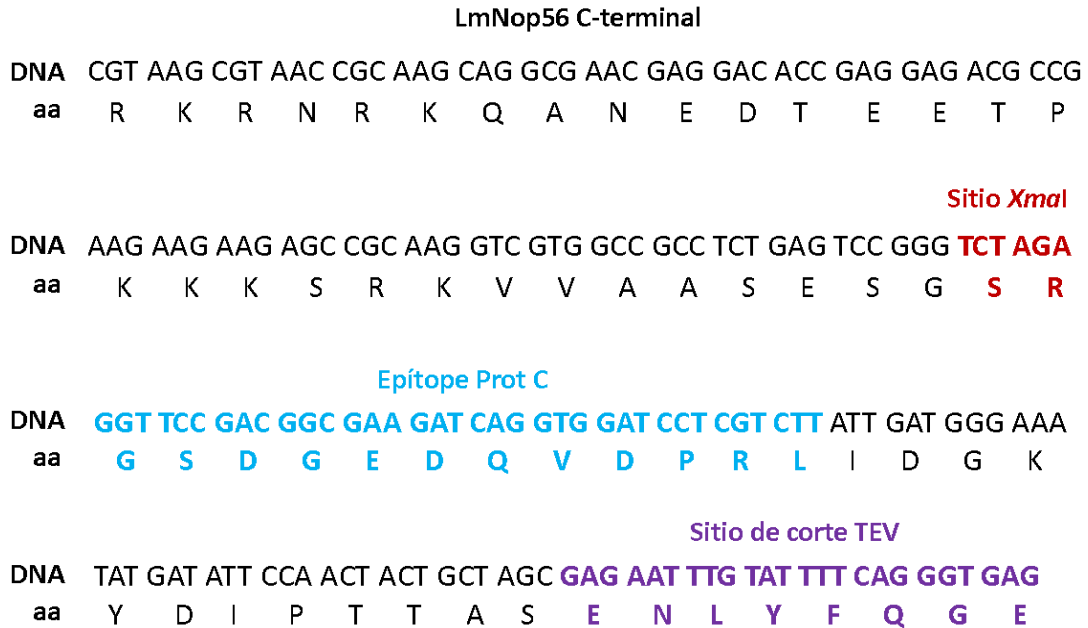 LmNop56 C-terminal
DNA CGT AAG CGT AAC CGC AAG CAG GCG AAC GAG GAC ACC GAG GAG ACG CCG
aa R K R N R K Q A N E D T E E T P
Sitio XmaI
DNA AAG AAG AAG AGC CGC AAG GTC GTG GCC GCC TCT GAG TCC GGG TCT AGA
aa K K K S R K V V A A S E S G S R
Epítope Prot C
DNA GGT TCC GAC GGC GAA GAT CAG GTG GAT CCT CGT CTT ATT GAT GGG AAA
aa G S D G E D Q V D P R L I D G K
Sitio de corte TEV
DNA TAT GAT ATT CCA ACT ACT GCT AGC GAG AAT TTG TAT TTT CAG GGT GAG
aa Y D I P T T A S E N L Y F Q G E